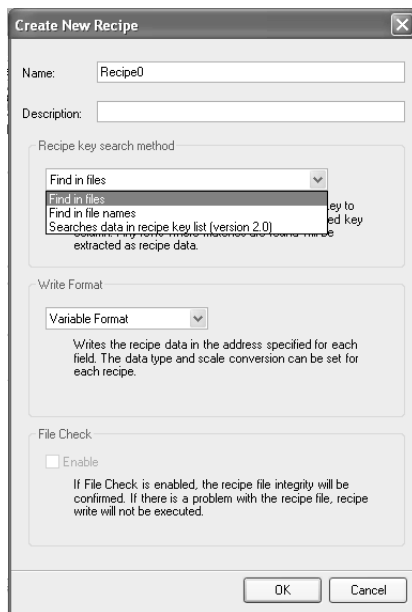 Create New Recipe
Name: Recipe0
Description:
Recipe key search method
Find in files
Find in files
Find in file names
Searches data in recipe key list (version 2.0)
extracted as recipe data.
Write Format
Variable Format
Writes the recipe data in the address specified for each
field. The data type and scale conversion can be set for
each recipe.
File Check
Enable
If File Check is enabled, the recipe file integrity will be
confirmed. If there is a problem with the recipe file, recipe
write will not be executed.
OK Cancel